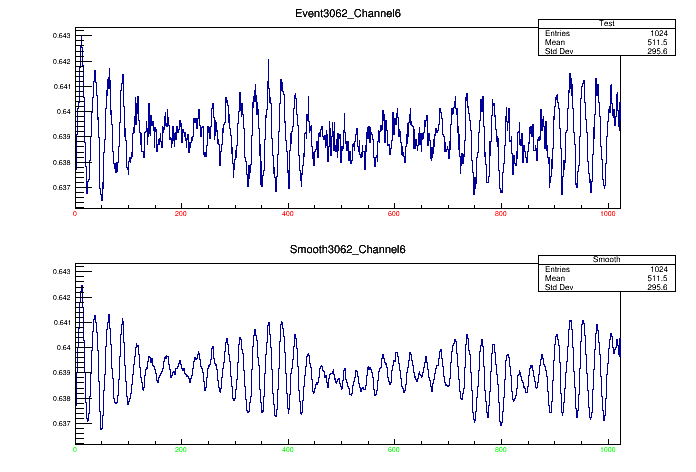 Event3062_Channel6
Test
Entries 1024
Mean 511.5
Std Dev 295.6
0.643
0.642
0.641
0.64
0.639
0.638
0.637
0 200 400 600 800 1000
Smooth3062_Channel6
Smooth
Entries 1024
Mean 511.5
Std Dev 295.6
0.643
0.642
0.641
0.64
0.639
0.638
0.637
0 200 400 600 800 1000